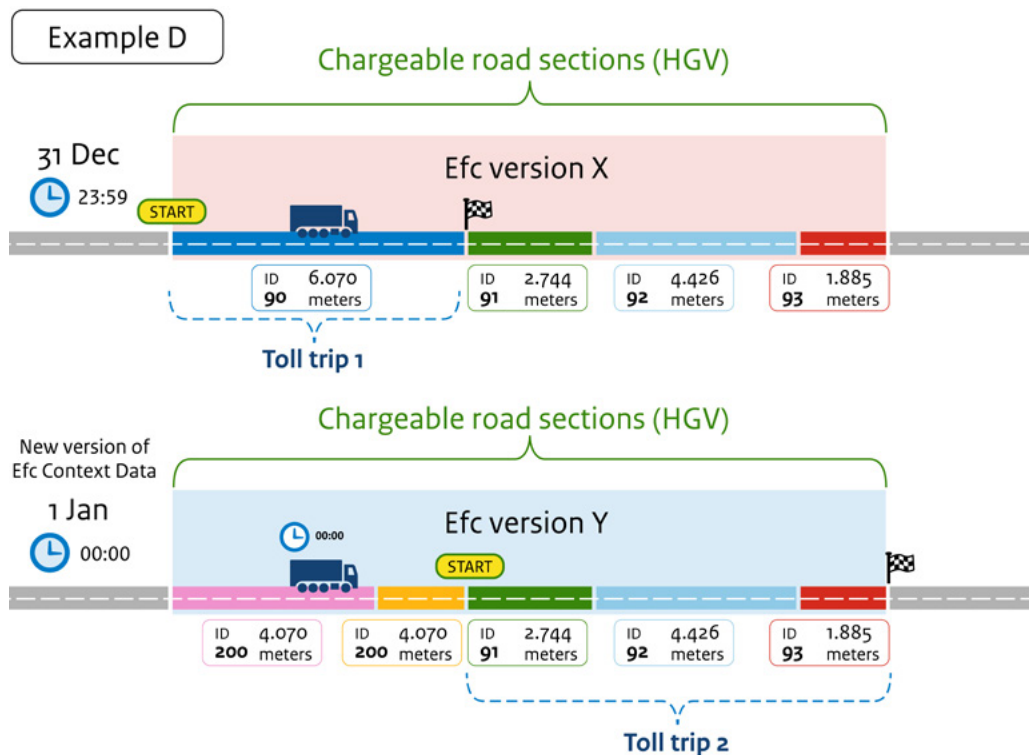 Example D
Chargeable road sections (HGV)
31 Dec
23:59
Efc version X
START
ID 90 6.070 meters
ID 91 2.744 meters
ID 92 4.426 meters
ID 93 1.885 meters
Toll trip 1
Chargeable road sections (HGV)
New version of
Efc Context Data
1 Jan
00:00
Efc version Y
00:00
START
ID 200 4.070 meters
ID 200 4.070 meters
ID 91 2.744 meters
ID 92 4.426 meters
ID 93 1.885 meters
Toll trip 2